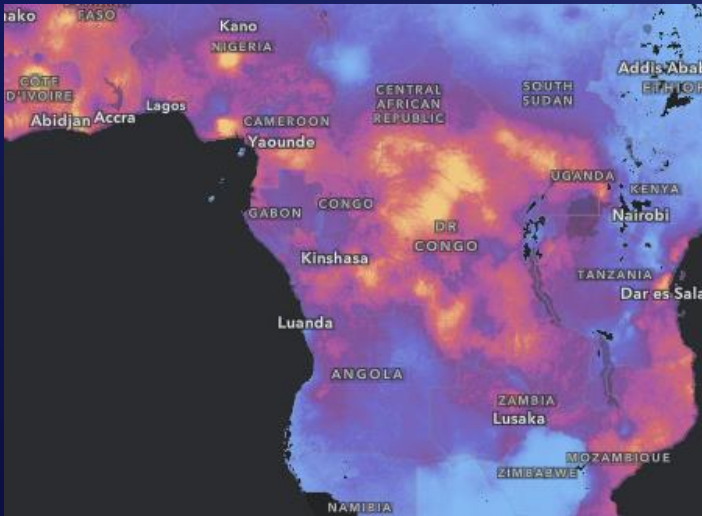 FASO
Kano
NIGERIA
CÔTE
D'IVOIRE
Lagos
Abidjan
Accra
CAMEROON
Yaounde
CENTRAL
AFRICAN
REPUBLIC
SOUTH
SUDAN
Addis Abab
ETHIOP
UGANDA
KENYA
Nairobi
GABON
CONGO
DR
CONGO
Kinshasa
TANZANIA
Dar es Sala
Luanda
ANGOLA
ZAMBIA
Lusaka
MOZAMBIQUE
ZIMBABWE
NAMIBIA